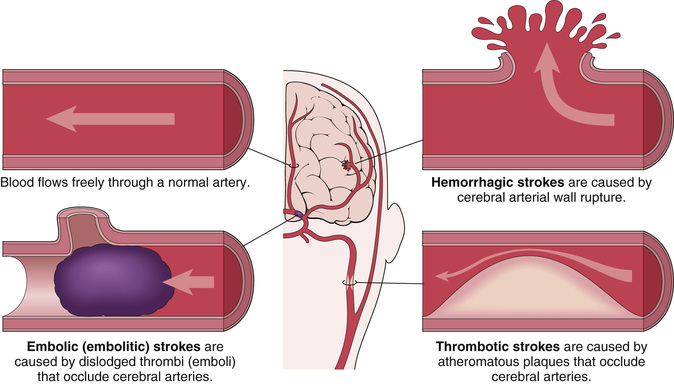 Blood flows freely through a normal artery.
Hemorrhagic strokes are caused by
cerebral arterial wall rupture.
Embolic (embolitic) strokes are
caused by dislodged thrombi (emboli)
that occlude cerebral arteries.
Thrombotic strokes are caused by
atheromatous plaques that occlude
cerebral arteries.